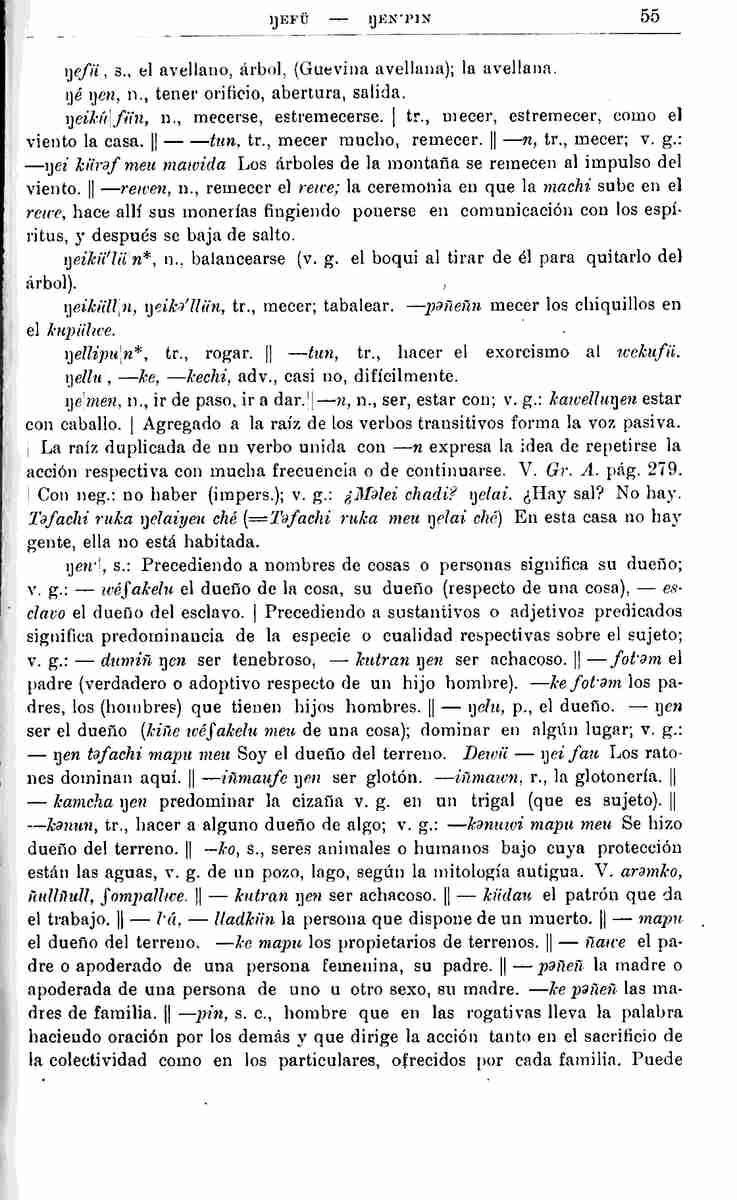 ŋEFÜ — ŋEN·PIN 55
ŋefü, s., el avellano, árbol, (Guevina avellana); la avellana.
ŋé ŋen, n., tener orificio, abertura, salida.
ŋeikü|fün, n., mecerse, estremecerse. | tr., mecer, estremecer, como el
viento la casa. || — —tun, tr., mecer mucho, remecer. || —n, tr., mecer; v. g.:
—ŋei kürəf meu mawida Los árboles de la montaña se remecen al impulso del
viento. || —rewen, n., remecer el rewe; la ceremonia en que la machi sube en el
rewe, hace allí sus monerías fingiendo ponerse en comunicación con los espí-
ritus, y después se baja de salto.
ŋeikü'lü n*, n., balancearse (v. g. el boqui al tirar de él para quitarlo del
árbol).
ŋeiküll|n, ŋeikə'llün, tr., mecer; tabalear. —pəñeñn mecer los chiquillos en
el kupülwe.
ŋellipu|n*, tr., rogar. || —tun, tr., hacer el exorcismo al wekufü.
ŋellu , —ke, —kechi, adv., casi no, difícilmente.
ŋe|men, n., ir de paso, ir a dar. || —n, n., ser, estar con; v. g.: kawelluŋen estar
con caballo. | Agregado a la raíz de los verbos transitivos forma la voz pasiva.
| La raíz duplicada de un verbo unida con —n expresa la idea de repetirse la
acción respectiva con mucha frecuencia o de continuarse. V. Gr. A. pág. 279.
| Con neg.: no haber (impers.); v. g.: ¿Məlei chadi? ŋelai. ¿Hay sal? No hay.
Təfachi ruka ŋelaiyeu ché (=Təfachi ruka meu ŋelai ché) En esta casa no hay
gente, ella no está habitada.
ŋen·|, s.: Precediendo a nombres de cosas o personas significa su dueño;
v. g.: — wéʃakelu el dueño de la cosa, su dueño (respecto de una cosa), — es-
clavo el dueño del esclavo. | Precediendo a sustantivos o adjetivos predicados
significa predominancia de la especie o cualidad respectivas sobre el sujeto;
v. g.: — dumiñ ŋen ser tenebroso, — kutran ŋen ser achacoso. || — fot·əm el
padre (verdadero o adoptivo respecto de un hijo hombre). —ke fot·əm los pa-
dres, los (hombres) que tienen hijos hombres. || — ŋelu, p., el dueño. — ŋen
ser el dueño (kiñe wéʃakelu meu de una cosa); dominar en algún lugar; v. g.:
— ŋen təfachi mapu meu Soy el dueño del terreno. Dewü — ŋei fau Los rato-
nes dominan aquí. || —iñmaufe ŋen ser glotón. —iñmawn, r., la glotonería. ||
— kamcha ŋen predominar la cizaña v. g. en un trigal (que es sujeto). ||
—kənun, tr., hacer a alguno dueño de algo; v. g.: —kənuwi mapu meu Se hizo
dueño del terreno. || —ko, s., seres animales o humanos bajo cuya protección
están las aguas, v. g. de un pozo, lago, según la mitología antigua. V. arəmko,
ñullñull, ʃompallwe. || — kutran ŋen ser achacoso. || — küdau el patrón que da
el trabajo. || — l·á, — lladkün la persona que dispone de un muerto. || — mapu
el dueño del terreno. —ke mapu los propietarios de terrenos. || — ñawe el pa-
dre o apoderado de una persona femenina, su padre. || — pəñeñ la madre o
apoderada de una persona de uno u otro sexo, su madre. —ke pəñeñ las ma-
dres de familia. || —pin, s. c., hombre que en las rogativas lleva la palabra
haciendo oración por los demás y que dirige la acción tanto en el sacrificio de
la colectividad como en los particulares, ofrecidos por cada familia. Puede